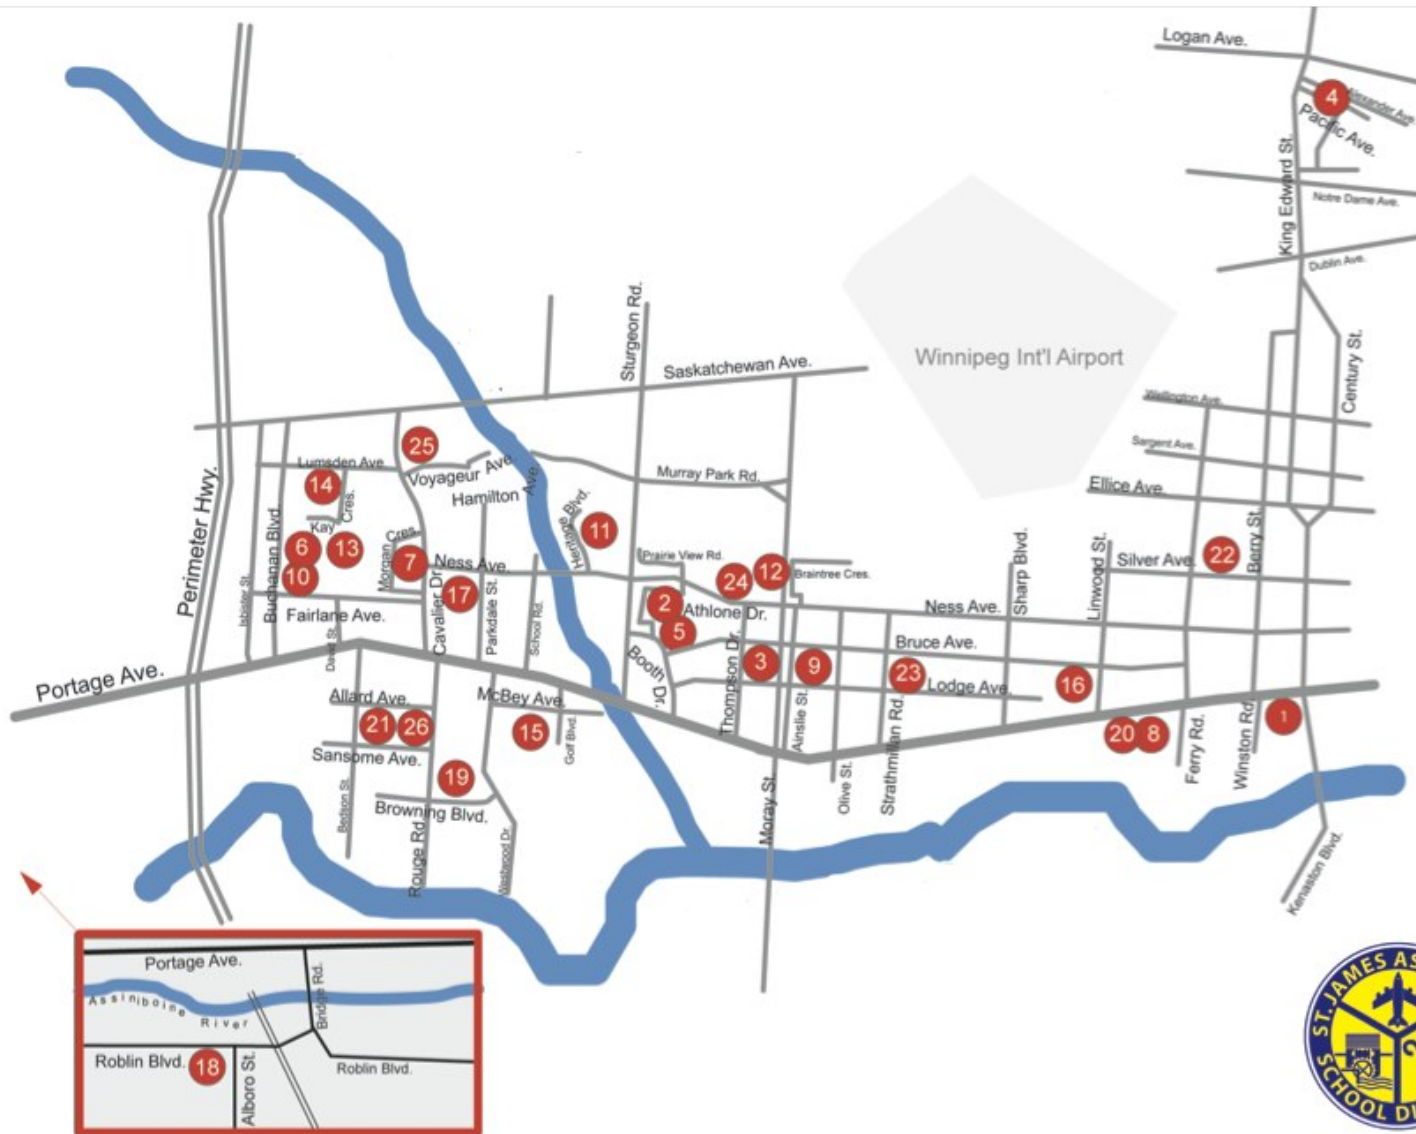 Logan Ave.
4
Alexander Ave.
Pacific Ave.
King Edward St.
Notre Dame Ave.
Dublin Ave.
Century St.
Winnipeg Int'l Airport
Sturgeon Rd.
Saskatchewan Ave.
Wellington Ave.
Sargent Ave.
Ellice Ave.
25
Lumsden Ave
Voyageur Ave
Hamilton Ave
Murray Park Rd.
14
Kay Cres.
Perimeter Hwy.
Buchanan Blvd.
Isbister St.
6
13
10
Morgan Cres.
7
Cavalier Dr.
Ness Ave.
17
Parkdale St.
School Rd.
Heritage Blvd.
11
Prairie View Rd.
24
12
Braintree Cres.
2
Athlone Dr.
5
Booth Dr.
Thompson Dr.
3
9
Ainslie St.
Ness Ave.
Bruce Ave.
23
Lodge Ave.
Sharp Blvd.
Linwood St.
Silver Ave.
22
Berry St.
16
Fairlane Ave.
David St.
Portage Ave.
Allard Ave.
21
26
McBey Ave.
15
Golf Blvd.
Sansome Ave.
19
Browning Blvd.
Bedson St.
Rouge Rd.
Westwood Dr.
Moray St.
Olive St.
Strathmillan Rd.
20
8
Ferry Rd.
Winston Rd.
1
Kenaston Blvd.
Portage Ave.
Assiniboine
River
Bridge Rd.
Roblin Blvd.
18
Alboro St.
Roblin Blvd.
ST. JAMES AS
SCHOOL DI